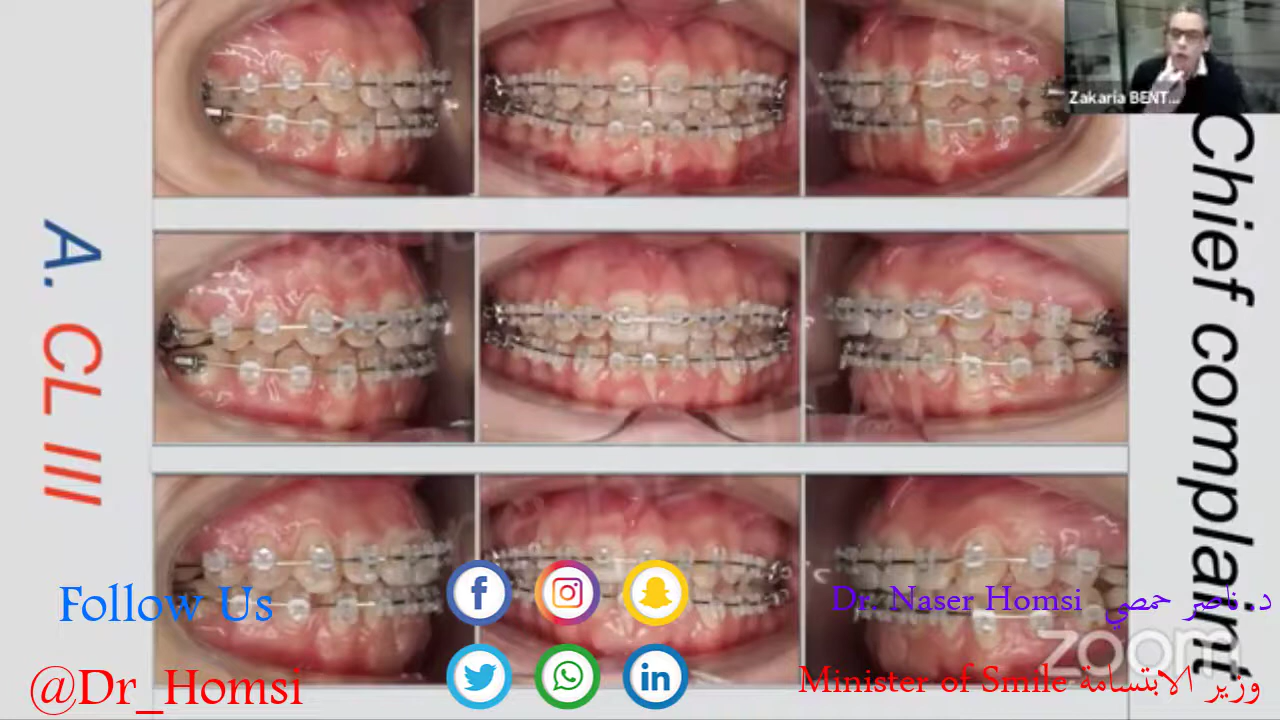 Zakaria BENT...
Chief complaint
A. CL III
Follow Us
@Dr_Homsi
Dr. Naser Homsi د. ناصر حمصي
zoom
Minister of Smile وزير الابتسامة